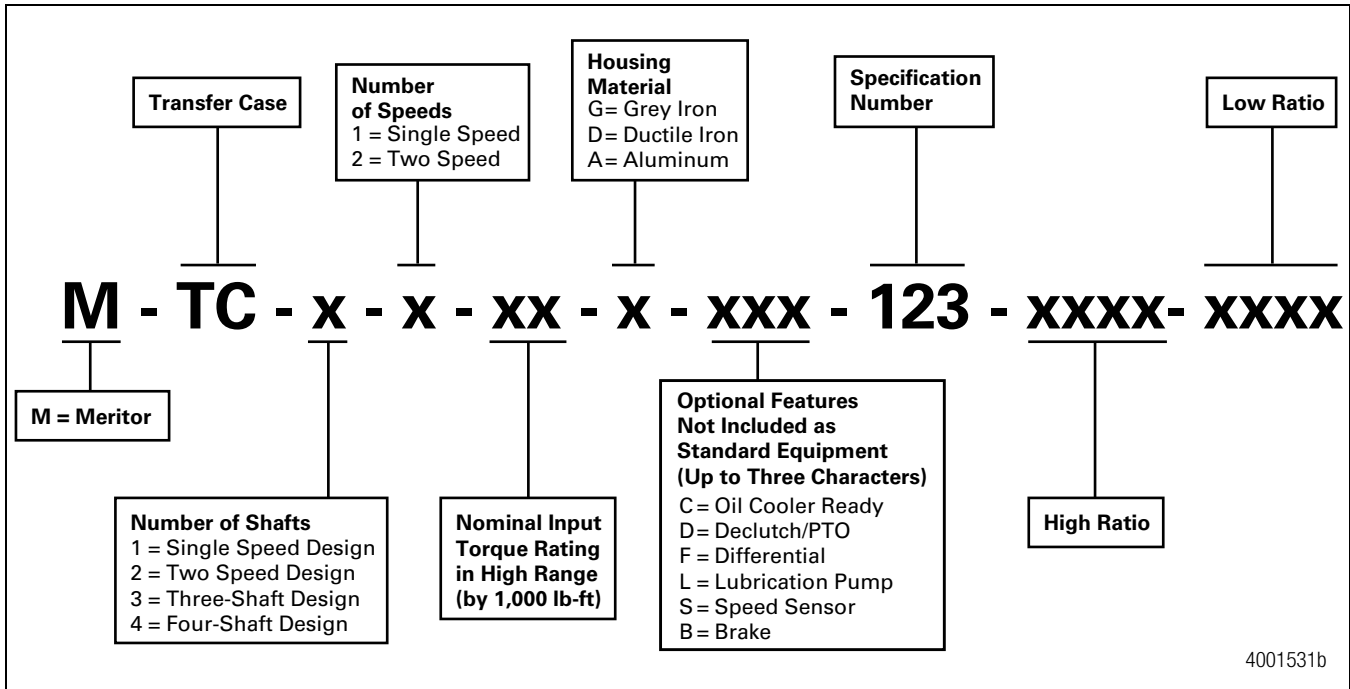 Transfer Case
Number
of Speeds
1 = Single Speed
2 = Two Speed
Housing
Material
G= Grey Iron
D= Ductile Iron
A= Aluminum
Specification
Number
Low Ratio
M - TC - x - x - xx - x - xxx - 123 - xxxx- xxxx
M = Meritor
Number of Shafts
1 = Single Speed Design
2 = Two Speed Design
3 = Three-Shaft Design
4 = Four-Shaft Design
Nominal Input
Torque Rating
in High Range
(by 1,000 lb-ft)
Optional Features
Not Included as
Standard Equipment
(Up to Three Characters)
C= Oil Cooler Ready
D= Declutch/PTO
F = Differential
L = Lubrication Pump
S= Speed Sensor
B= Brake
High Ratio
4001531b